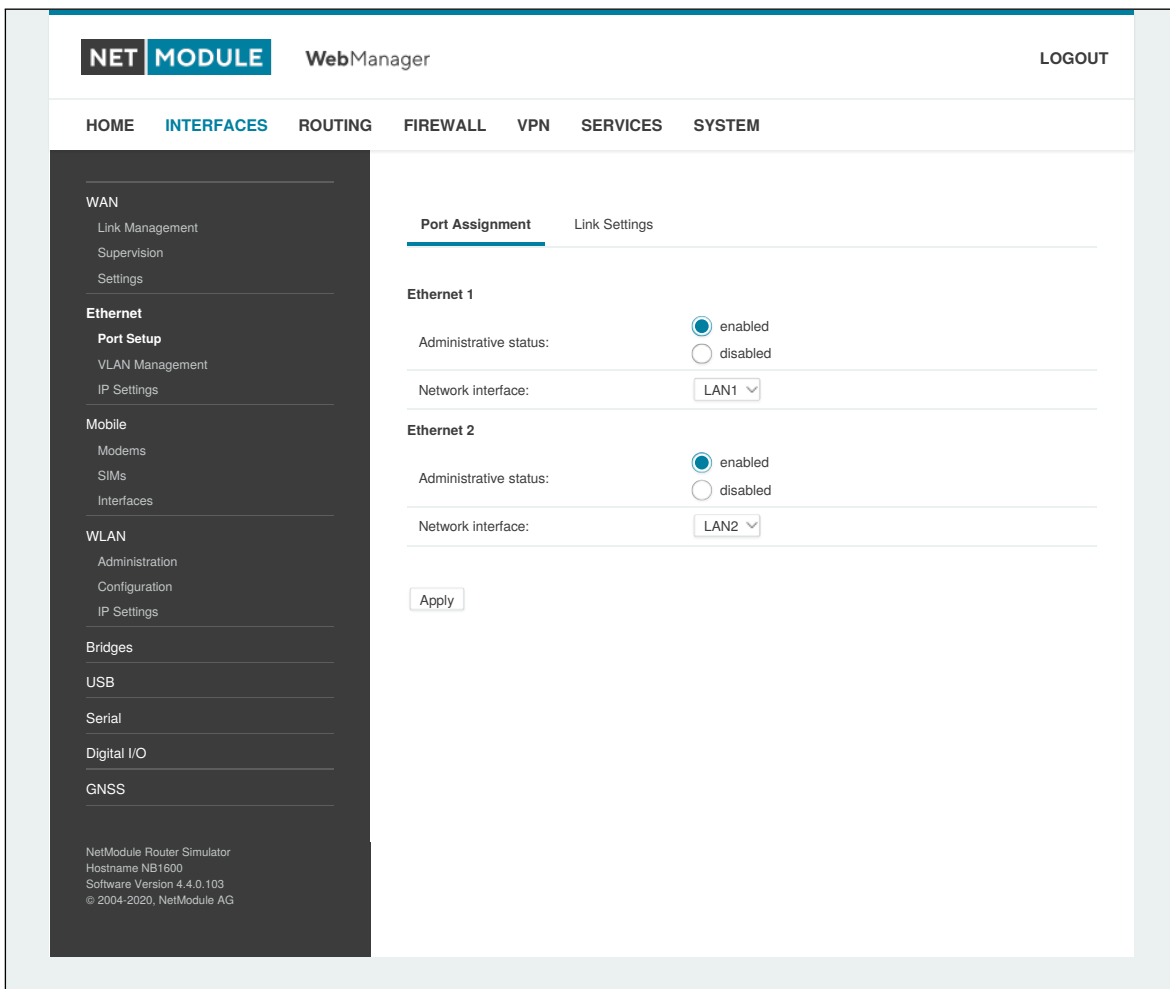 NET MODULE WebManager LOGOUT
HOME INTERFACES ROUTING FIREWALL VPN SERVICES SYSTEM
WAN
Link Management
Supervision
Settings
Ethernet
Port Setup
VLAN Management
IP Settings
Mobile
Modems
SIMs
Interfaces
WLAN
Administration
Configuration
IP Settings
Bridges
USB
Serial
Digital I/O
GNSS
NetModule Router Simulator
Hostname NB1600
Software Version 4.4.0.103
© 2004-2020, NetModule AG
Port Assignment Link Settings
Ethernet 1
Administrative status:
enabled
disabled
Network interface: LAN1
Ethernet 2
Administrative status:
enabled
disabled
Network interface: LAN2
Apply